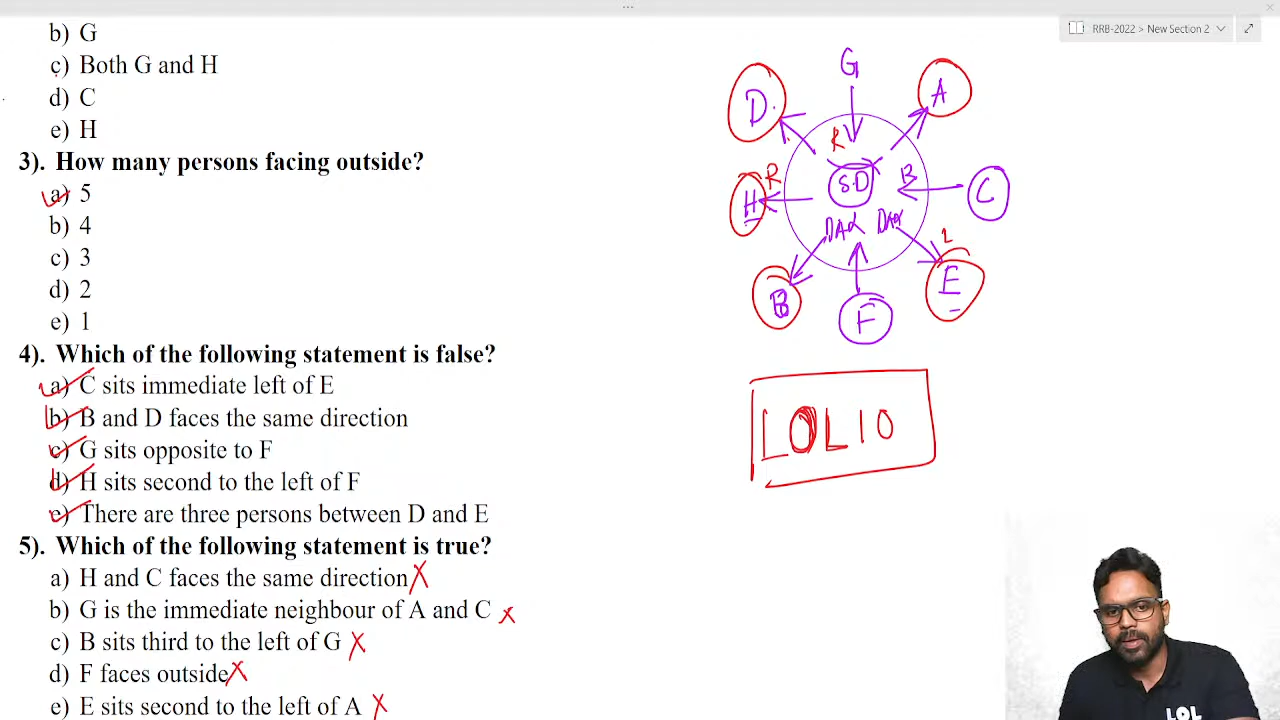 b) G
c) Both G and H
d) C
e) H
3). How many persons facing outside?
a) 5
b) 4
c) 3
d) 2
e) 1
4). Which of the following statement is false?
a) C sits immediate left of E
b) B and D faces the same direction
c) G sits opposite to F
d) H sits second to the left of F
e) There are three persons between D and E
5). Which of the following statement is true?
a) H and C faces the same direction
b) G is the immediate neighbour of A and C
c) B sits third to the left of G
d) F faces outside
e) E sits second to the left of A
RRB-2022 > New Section 2
G
D
A
R
S.D
B
C
R
H
L
E
B
F
LOL10
LOL